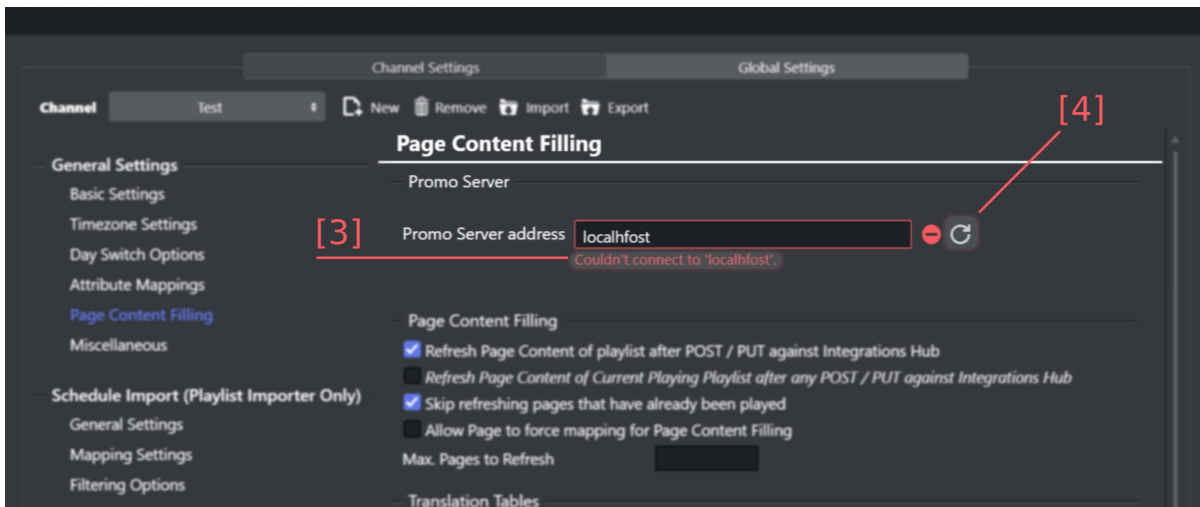 Channel Settings Global Settings
Channel Test New Remove Import Export
[4]
Page Content Filling
General Settings
Promo Server
Basic Settings
Timezone Settings
[3] Promo Server address localhfost
Day Switch Options
Couldn't connect to 'localhfost'.
Attribute Mappings
Page Content Filling
Page Content Filling
Miscellaneous
Refresh Page Content of playlist after POST / PUT against Integrations Hub
Refresh Page Content of Current Playing Playlist after any POST / PUT against Integrations Hub
Schedule Import (Playlist Importer Only)
Skip refreshing pages that have already been played
General Settings
Allow Page to force mapping for Page Content Filling
Mapping Settings
Max. Pages to Refresh
Filtering Options
Translation Tables